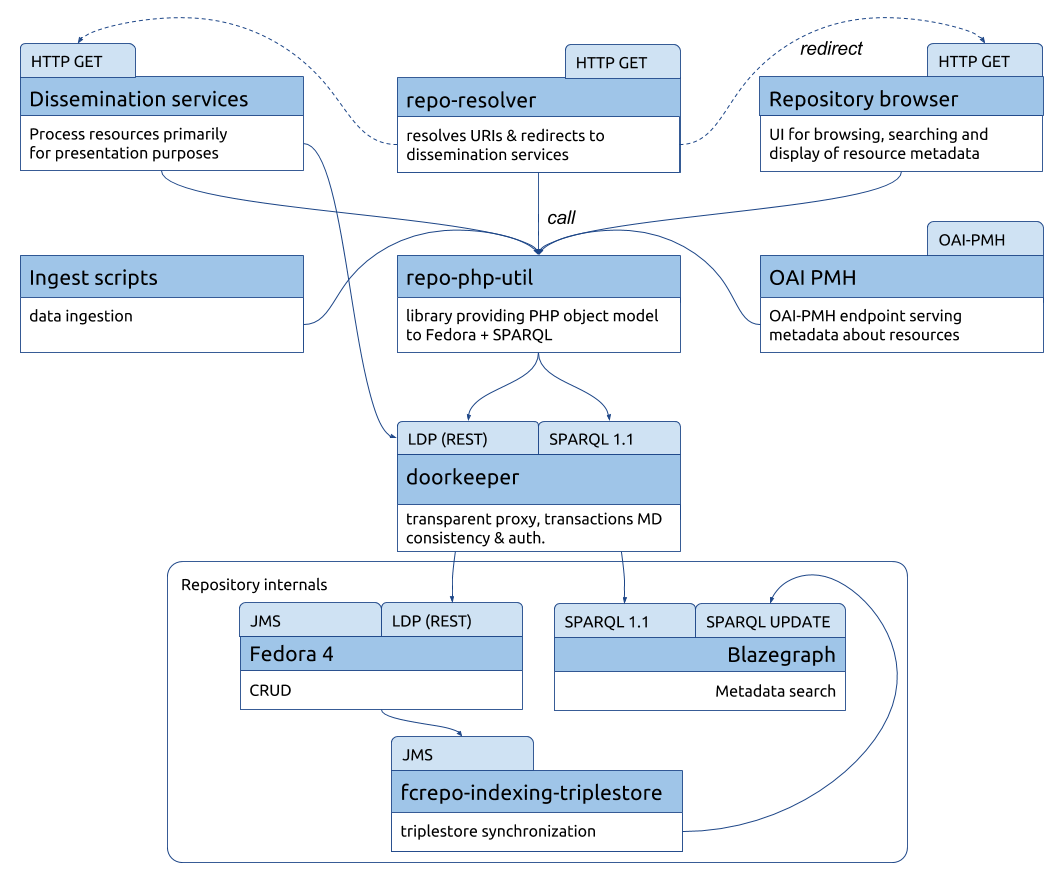 redirect
HTTP GET
Dissemination services
Process resources primarily
for presentation purposes
HTTP GET
repo-resolver
resolves URIs & redirects to
dissemination services
HTTP GET
Repository browser
UI for browsing, searching and
display of resource metadata
call
Ingest scripts
data ingestion
repo-php-util
library providing PHP object model
to Fedora + SPARQL
OAI-PMH
OAI PMH
OAI-PMH endpoint serving
metadata about resources
LDP (REST)
SPARQL 1.1
doorkeeper
transparent proxy, transactions MD
consistency & auth.
Repository internals
JMS
LDP (REST)
Fedora 4
CRUD
SPARQL 1.1
SPARQL UPDATE
Blazegraph
Metadata search
JMS
fcrepo-indexing-triplestore
triplestore synchronization